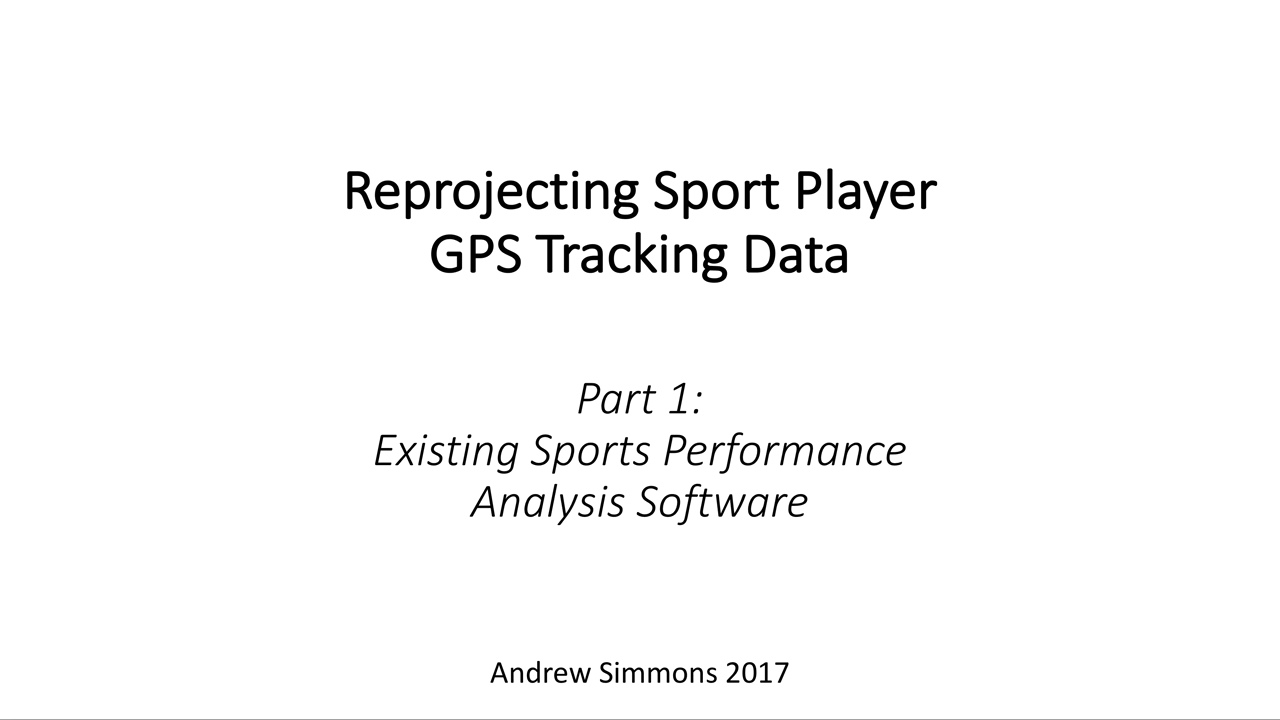 Reprojecting Sport Player
GPS Tracking Data
Part 1:
Existing Sports Performance
Analysis Software
Andrew Simmons 2017